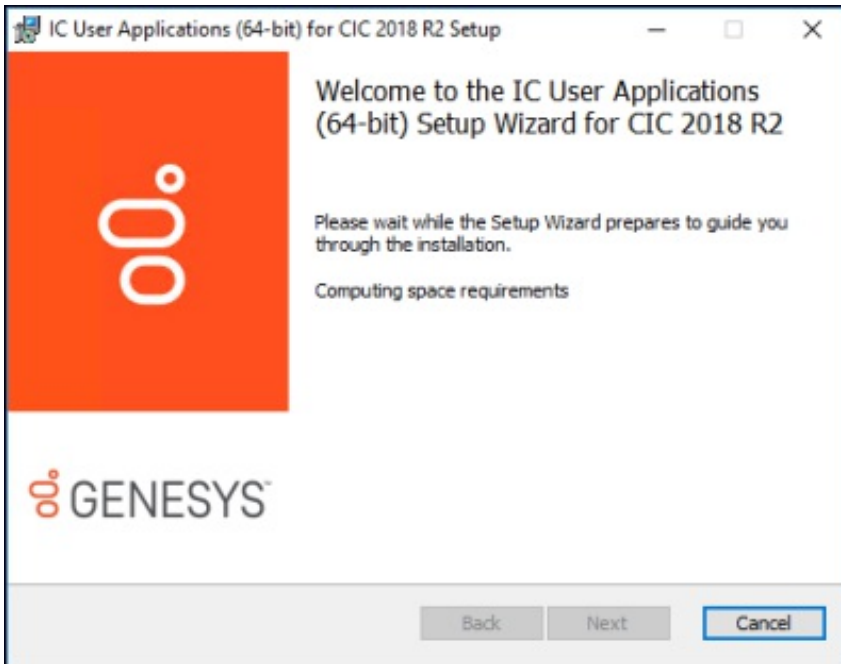 IC User Applications (64-bit) for CIC 2018 R2 Setup
Welcome to the IC User Applications
(64-bit) Setup Wizard for CIC 2018 R2
Please wait while the Setup Wizard prepares to guide you
through the installation.
Computing space requirements
GENESYS™
Back
Next
Cancel